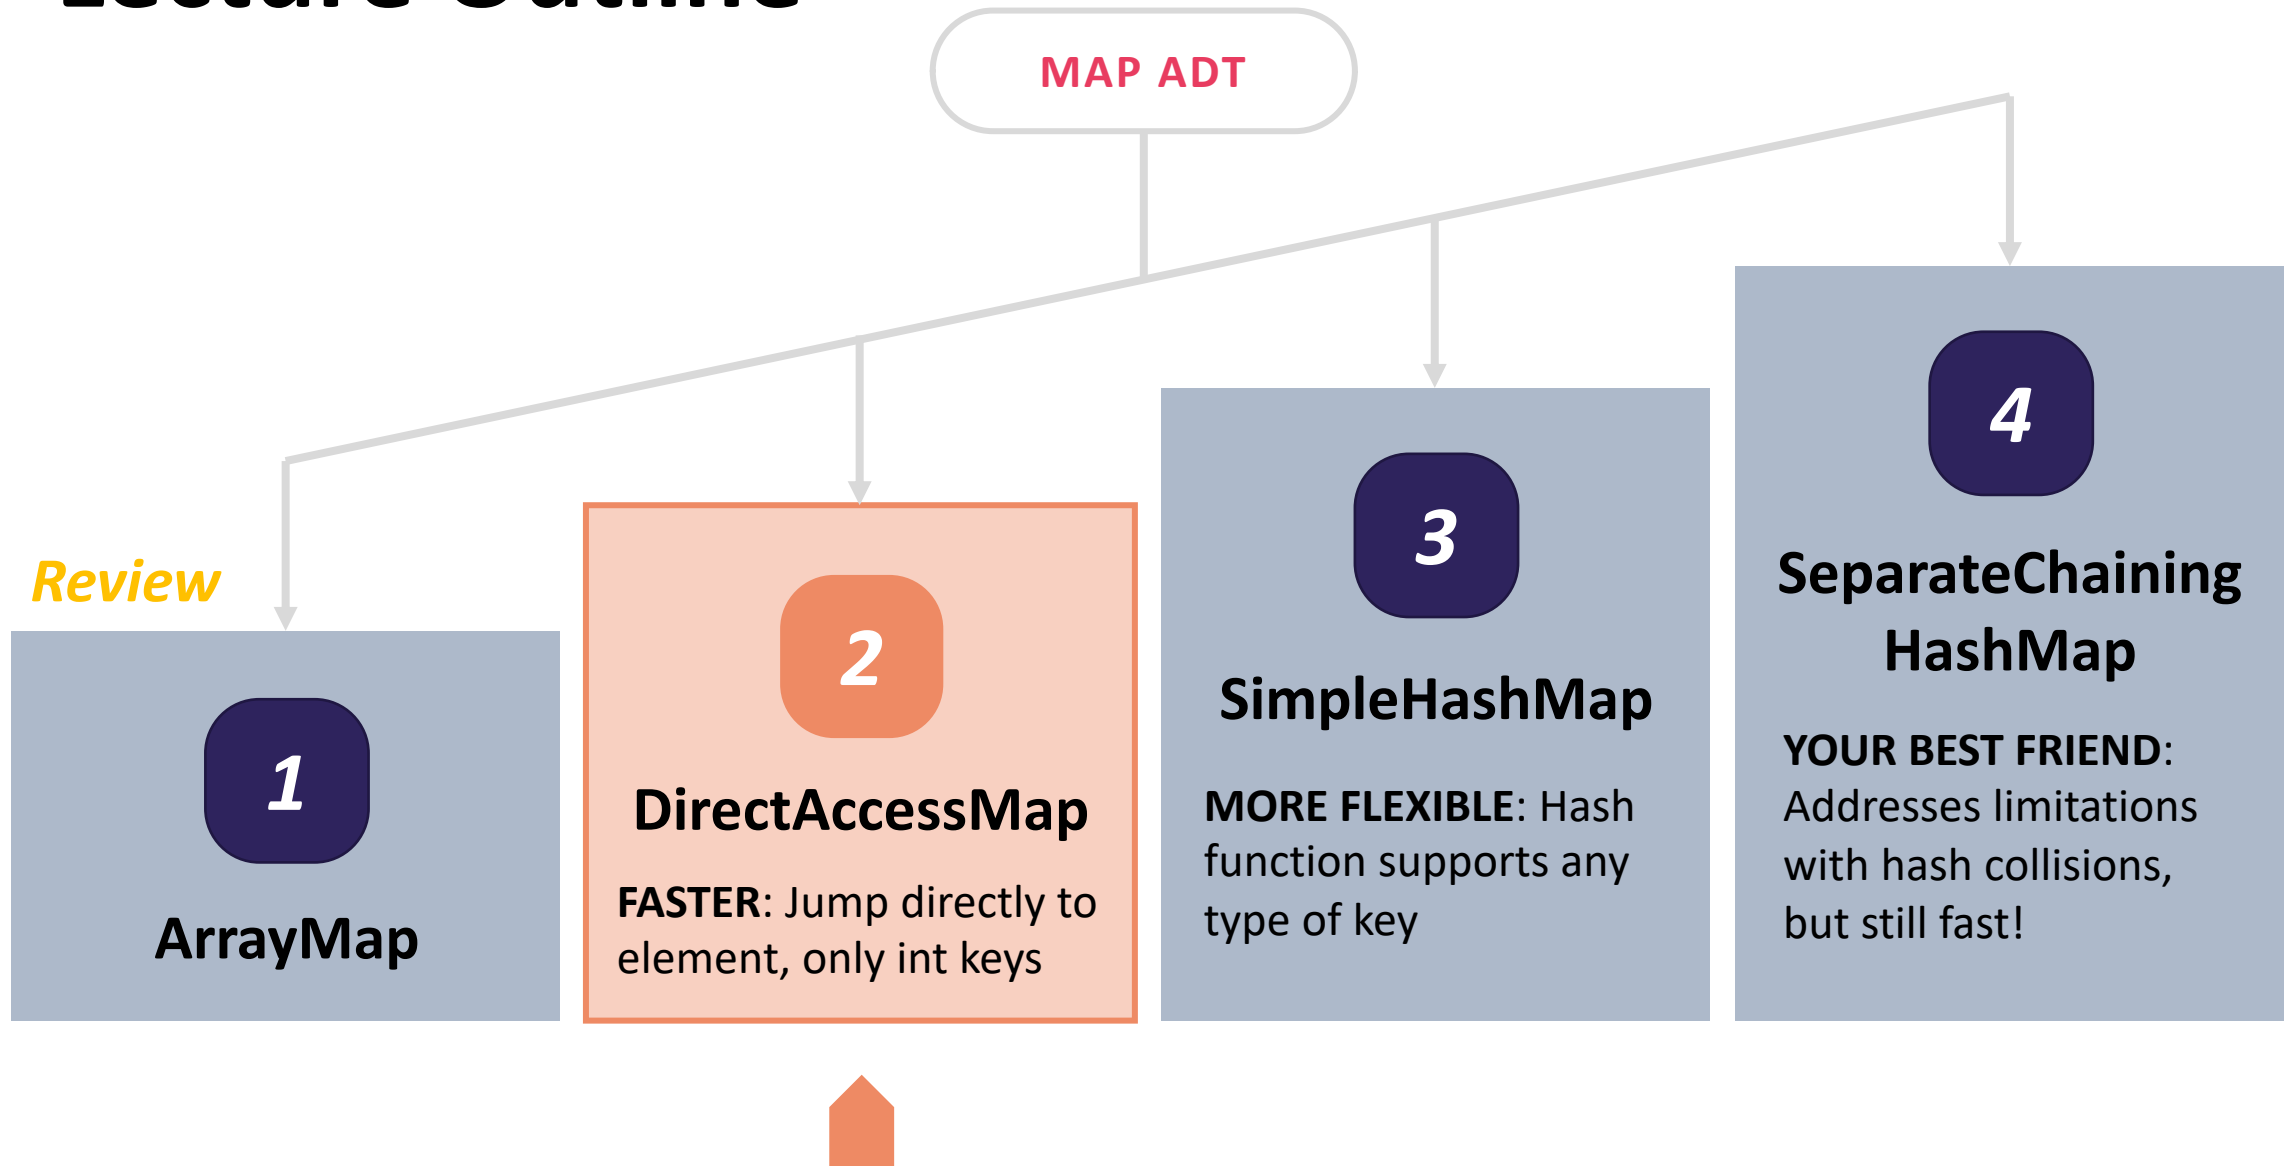 Lecture Outline
MAP ADT
Review
1
ArrayMap
2
DirectAccessMap
FASTER: Jump directly to
element, only int keys
3
SimpleHashMap
MORE FLEXIBLE: Hash
function supports any
type of key
4
SeparateChaining
HashMap
YOUR BEST FRIEND:
Addresses limitations
with hash collisions,
but still fast!